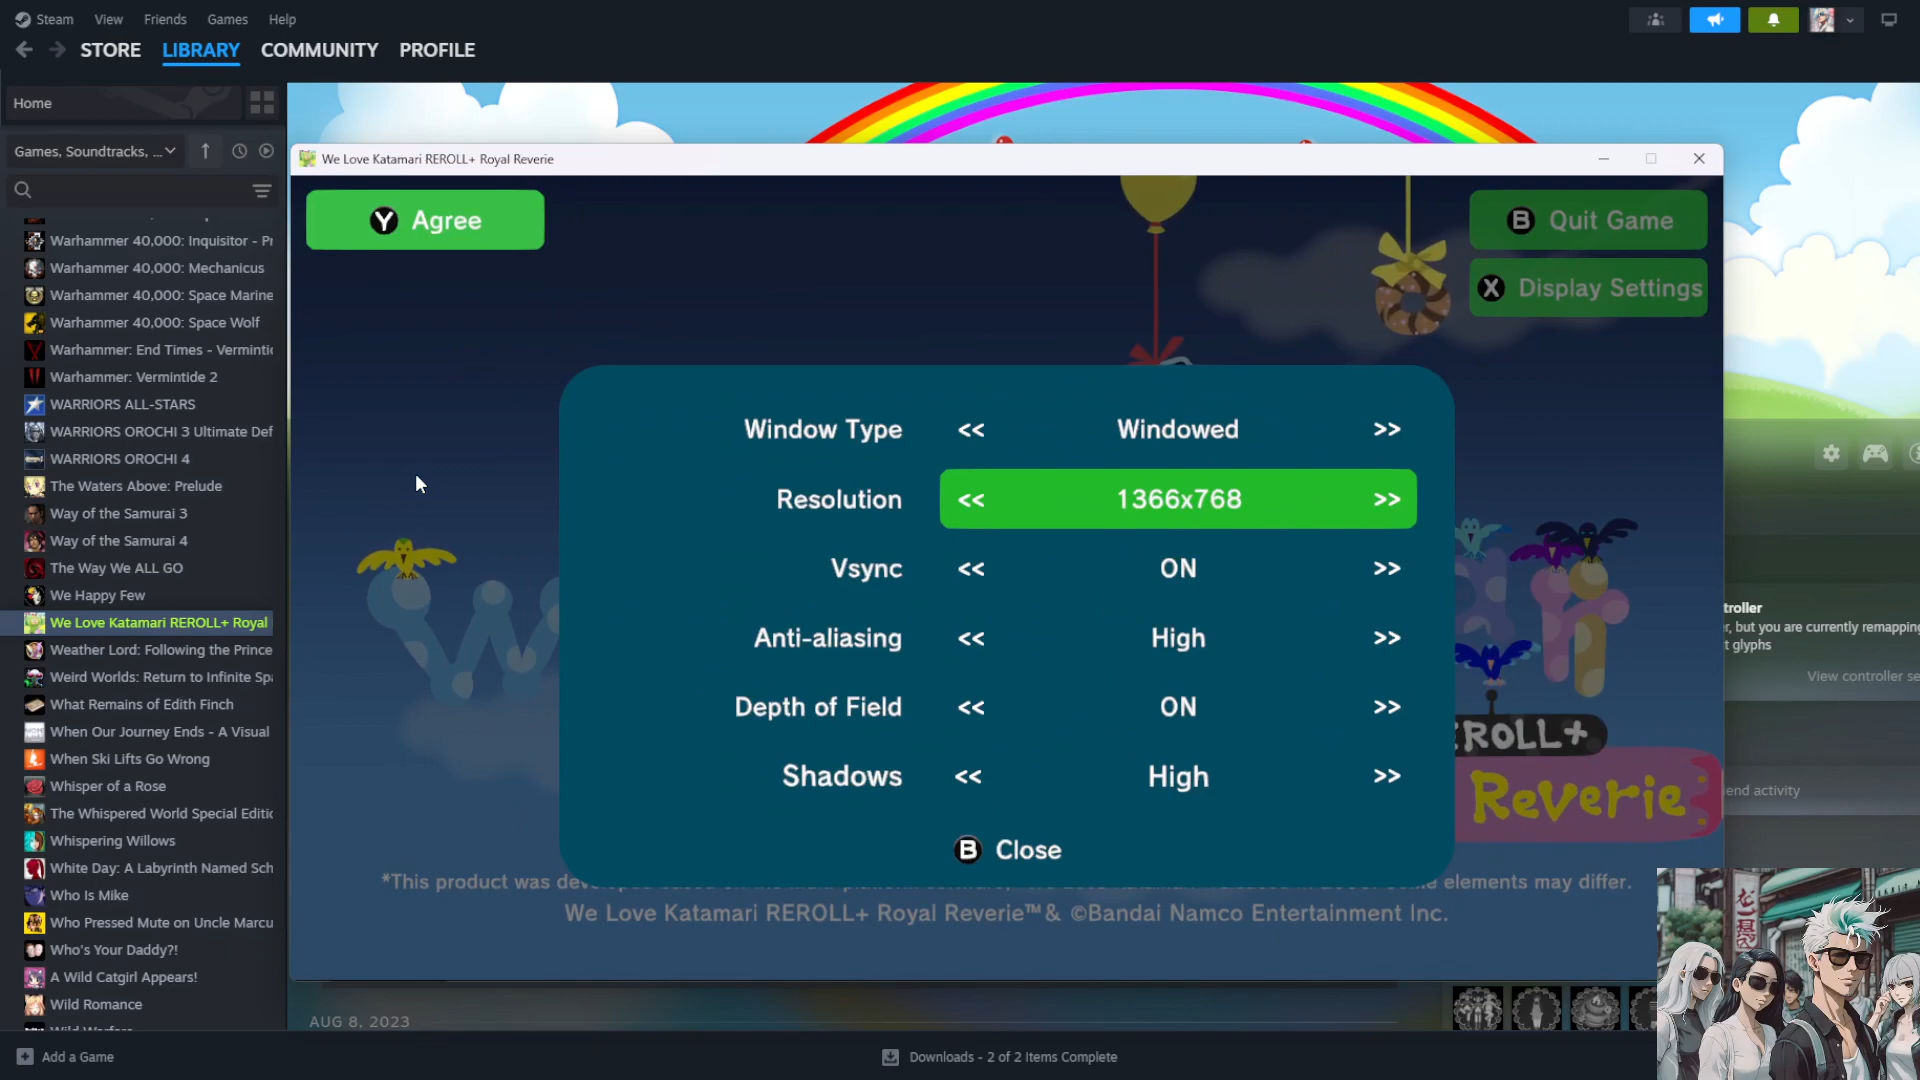 Steam View Friends Games Help
STORE LIBRARY COMMUNITY PROFILE
Home
Games, Soundtracks, ...
Warhammer 40,000: Inquisitor - Pr
Warhammer 40,000: Mechanicus
Warhammer 40,000: Space Marine
Warhammer 40,000: Space Wolf
Warhammer: End Times - Vermintid
Warhammer: Vermintide 2
WARRIORS ALL-STARS
WARRIORS OROCHI 3 Ultimate Def
WARRIORS OROCHI 4
The Waters Above: Prelude
Way of the Samurai 3
Way of the Samurai 4
The Way We ALL GO
We Happy Few
We Love Katamari REROLL+ Royal
Weather Lord: Following the Prince
Weird Worlds: Return to Infinite Spa
What Remains of Edith Finch
When Our Journey Ends - A Visual
When Ski Lifts Go Wrong
Whisper of a Rose
The Whispered World Special Editio
Whispering Willows
White Day: A Labyrinth Named Sch
Who Is Mike
Who Pressed Mute on Uncle Marcu
Who's Your Daddy?!
A Wild Catgirl Appears!
Wild Romance
We Love Katamari REROLL+ Royal Reverie
Y Agree
B Quit Game
X Display Settings
Window Type << Windowed >>
Resolution << 1366x768 >>
Vsync << ON >>
Anti-aliasing << High >>
Depth of Field << ON >>
Shadows << High >>
B Close
W
REROLL+
Reverie
*This product was elements may differ.
We Love Katamari REROLL+ Royal Reverie™& ©Bandai Namco Entertainment Inc.
troller
r, but you are currently remapping
t glyphs
View controller se
end activity
AUG 8, 2023
Add a Game
Downloads - 2 of 2 Items Complete